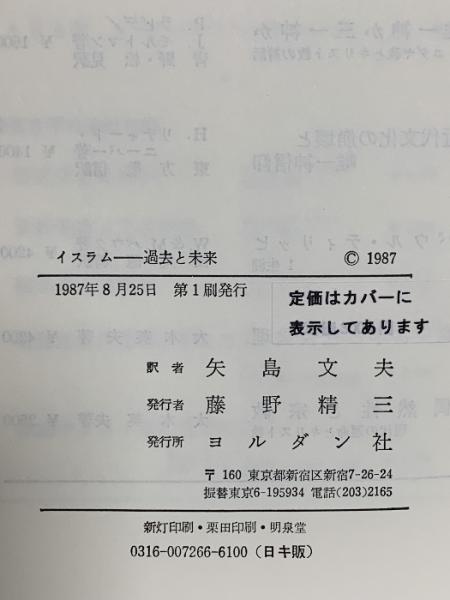 イスラム――過去と未来 © 1987
1987年8月25日 第1刷発行
定価はカバーに
表示してあります
訳者 矢島文夫
発行者 藤野精三
発行所 ヨルダン社
〒160 東京都新宿区新宿7-26-24
振替東京6-195934 電話(203)2165
新灯印刷・栗田印刷・明泉堂
0316-007266-6100(日キ販)